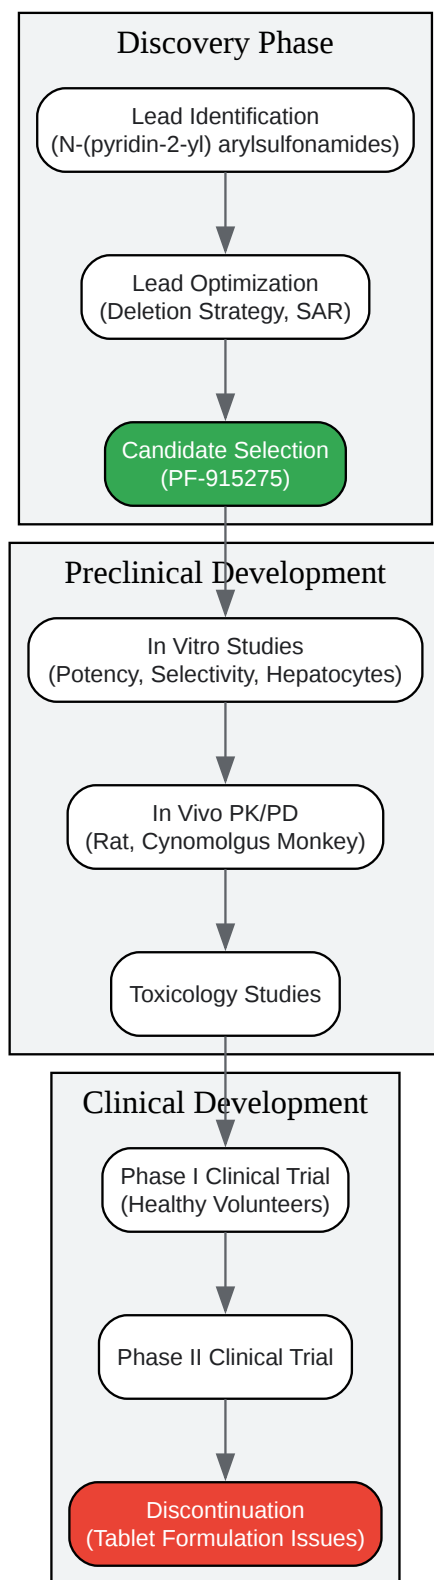 Discovery Phase
Lead Identification
(N-(pyridin-2-yl) arylsulfonamides)
Lead Optimization
(Deletion Strategy, SAR)
Candidate Selection
(PF-915275)
Preclinical Development
In Vitro Studies
(Potency, Selectivity, Hepatocytes)
In Vivo PK/PD
(Rat, Cynomolgus Monkey)
Toxicology Studies
Clinical Development
Phase I Clinical Trial
(Healthy Volunteers)
Phase II Clinical Trial
Discontinuation
(Tablet Formulation Issues)